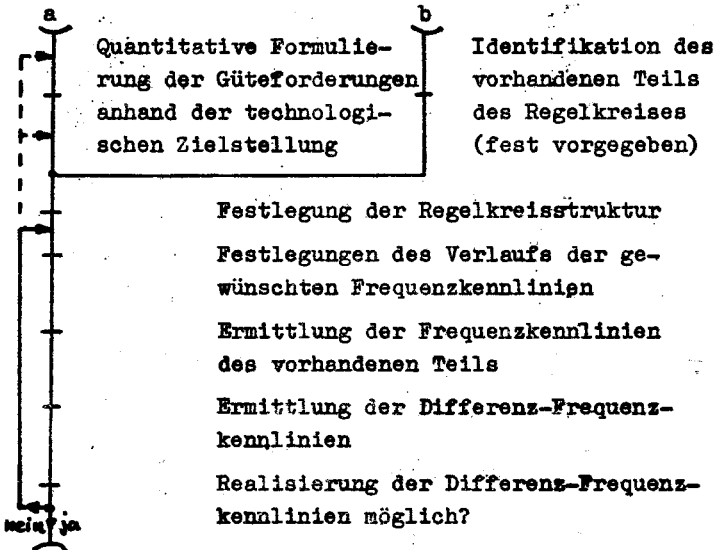 a
b
Quantitative Formulie-
rung der Güteforderungen
anhand der technologi-
schen Zielstellung
Identifikation des
vorhandenen Teils
des Regelkreises
(fest vorgegeben)
Festlegung der Regelkreisstruktur
Festlegungen des Verlaufs der ge-
wünschten Frequenzkennlinien
Ermittlung der Frequenzkennlinien
des vorhandenen Teils
Ermittlung der Differenz-Frequenz-
kennlinien
Realisierung der Differenz-Frequenz-
kennlinien möglich?
nein ja